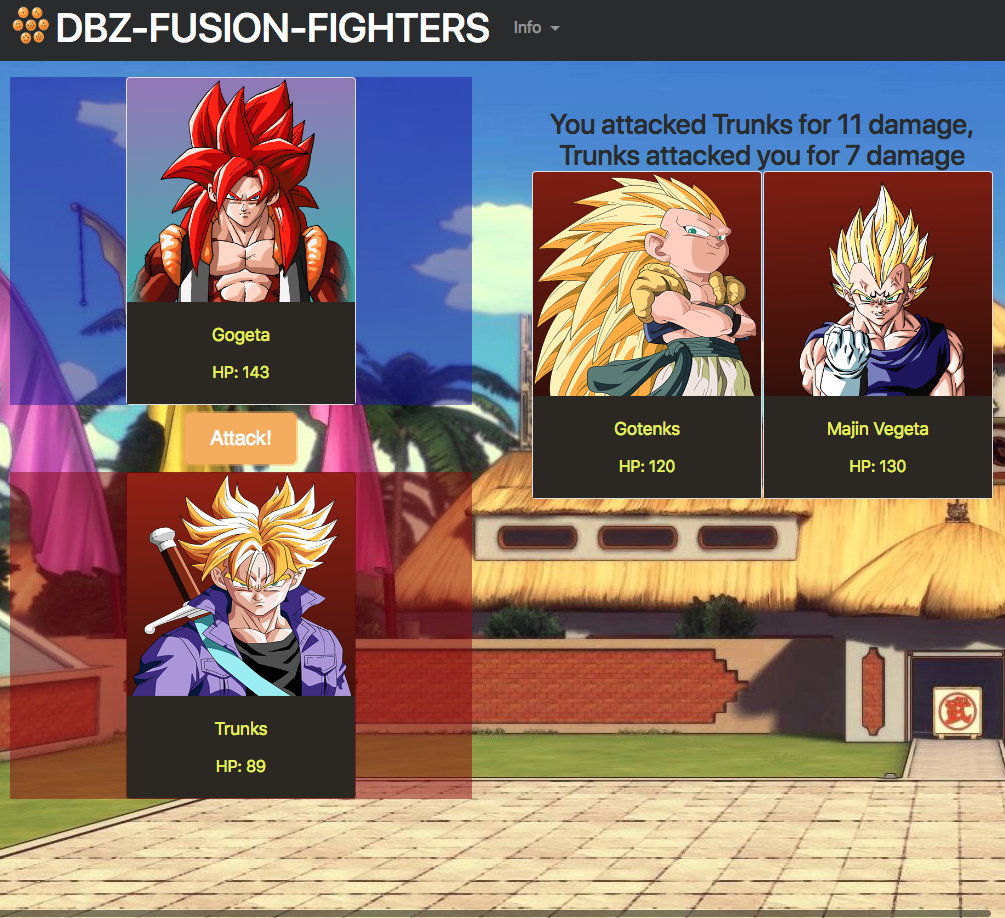 DBZ-FUSION-FIGHTERS
Info
You attacked Trunks for 11 damage,
Trunks attacked you for 7 damage
Gogeta
HP: 143
Attack!
Gotenks
HP: 120
Majin Vegeta
HP: 130
Trunks
HP: 89
武